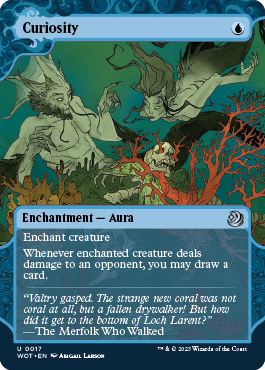 Curiosity
Enchantment — Aura
Enchant creature
Whenever enchanted creature deals
damage to an opponent, you may draw a
card.
“Valtry gasped. The strange new coral was not
coral at all, but a fallen drywalker! But how
did it get to the bottom of Loch Larent?”
—The Merfolk Who Walked
U 0017
WOT • EN Abigail Larson
™ & © 2023 Wizards of the Coast